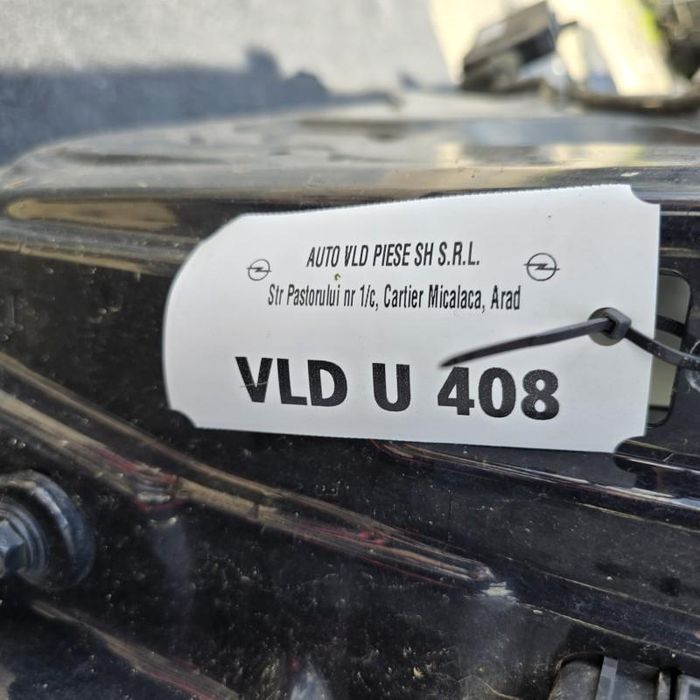 AUTO VLD PIESE SH S.R.L.
Str Pastorului nr 1/c, Cartier Micalaca, Arad
VLD U 408